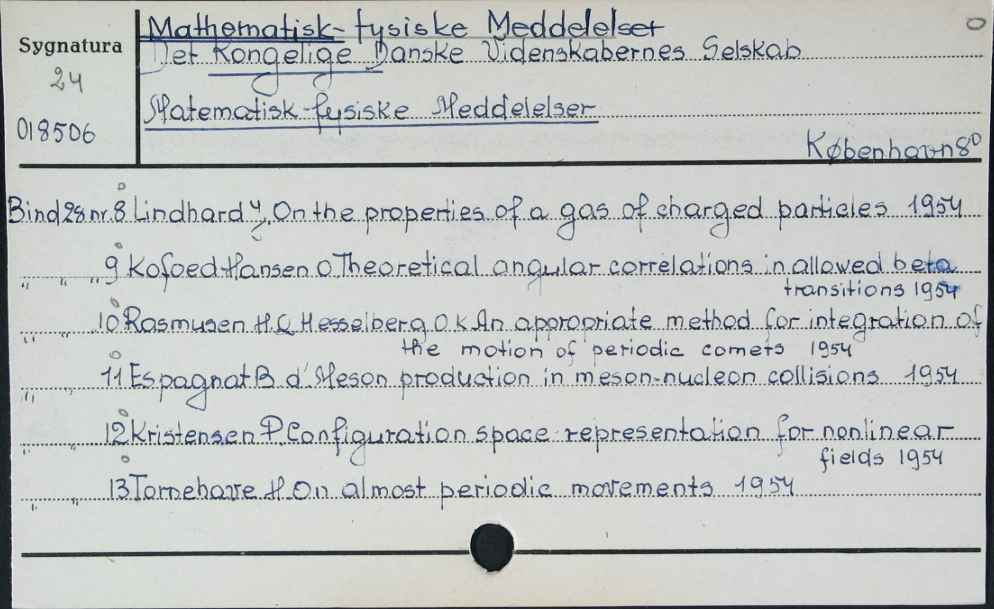 Sygnatura
24
018506
Mathematisk-fysiske Meddelelser
Det Kongelige Danske Videnskabernes Selskab
Matematisk-fysiske Meddelelser
København 8°
Bind 28 nr. 8 Lindhard J, On the properties of a gas of charged particles 1954
" " " 9 Kofoed-Hansen O Theoretical angular correlations in allowed beta
transitions 1954
" " 10 Rasmusen H. Q Hesselberg O. K An appropriate method for integration of
the motion of periodic comets 1954
" " 11 Espagnat B d' Meson production in meson-nucleon collisions 1954
" " 12 Kristensen P. Configuration space representation for nonlinear
fields 1954
" " 13 Tornehave H. On almost periodic movements 1954